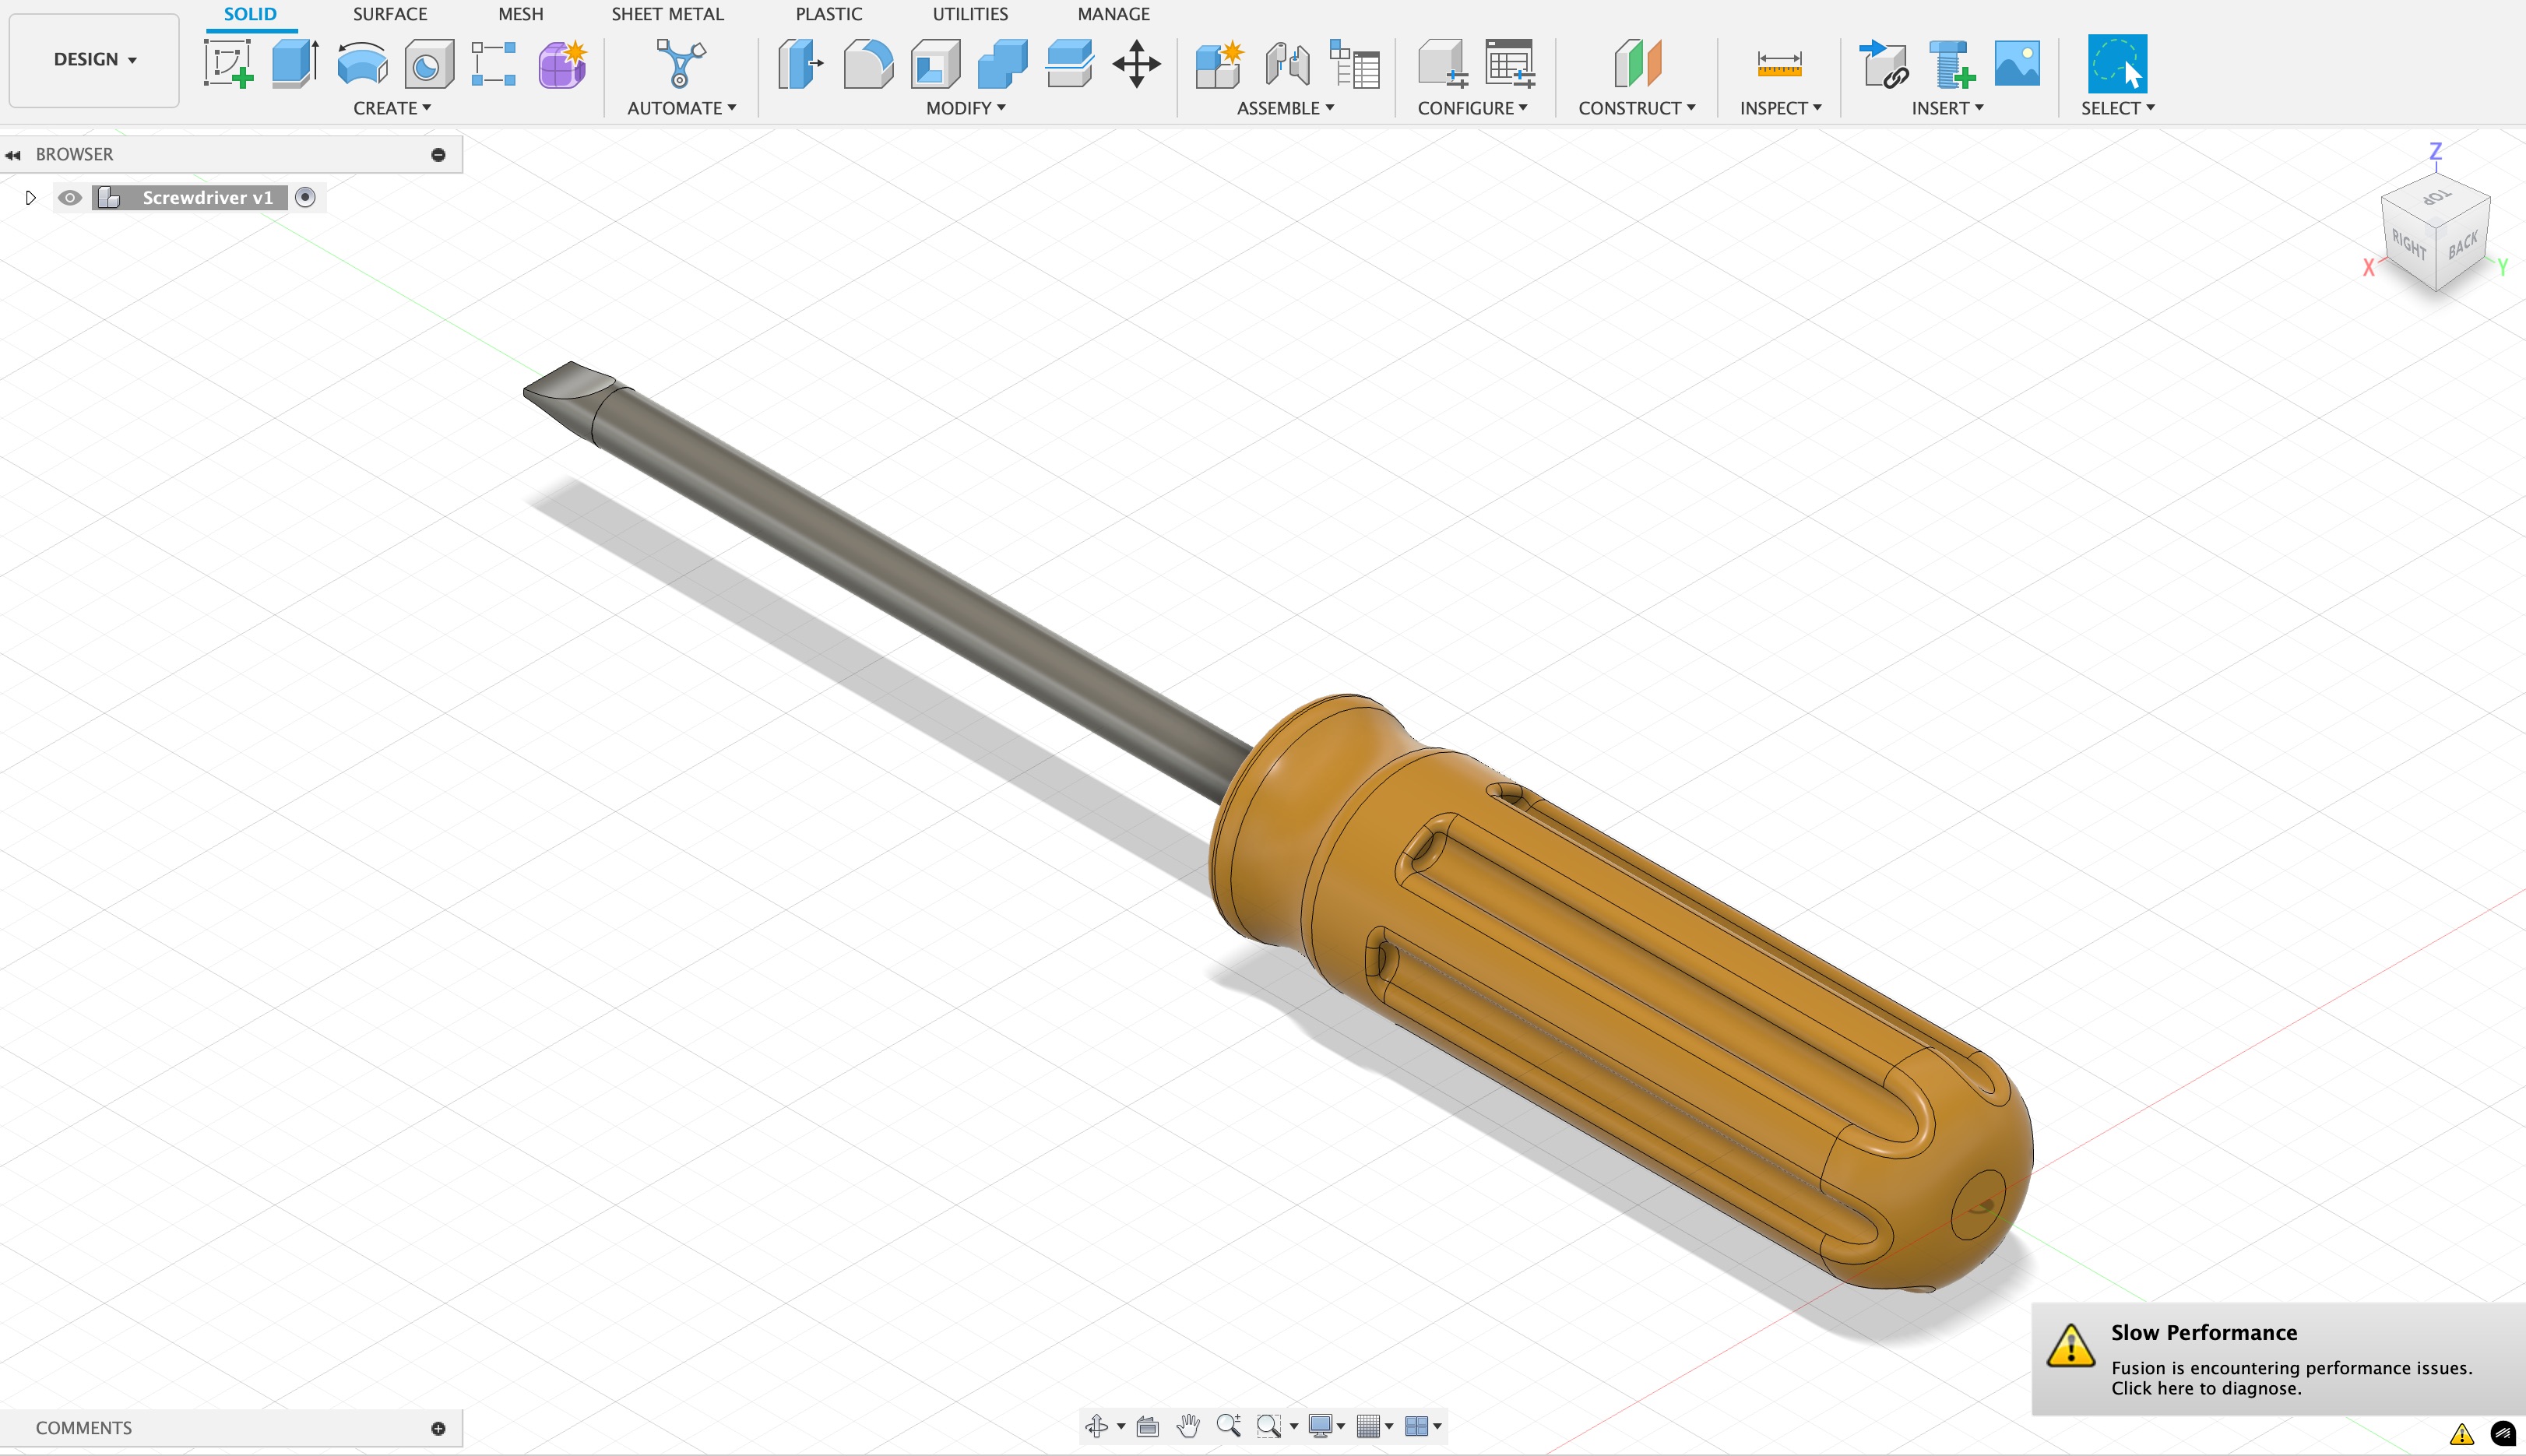 DESIGN
SOLID
SURFACE
MESH
SHEET METAL
PLASTIC
UTILITIES
MANAGE
CREATE
AUTOMATE
MODIFY
ASSEMBLE
CONFIGURE
CONSTRUCT
INSPECT
INSERT
SELECT
BROWSER
Screwdriver v1
Z
TOP
RIGHT
BACK
X
Y
Slow Performance
Fusion is encountering performance issues.
Click here to diagnose.
COMMENTS